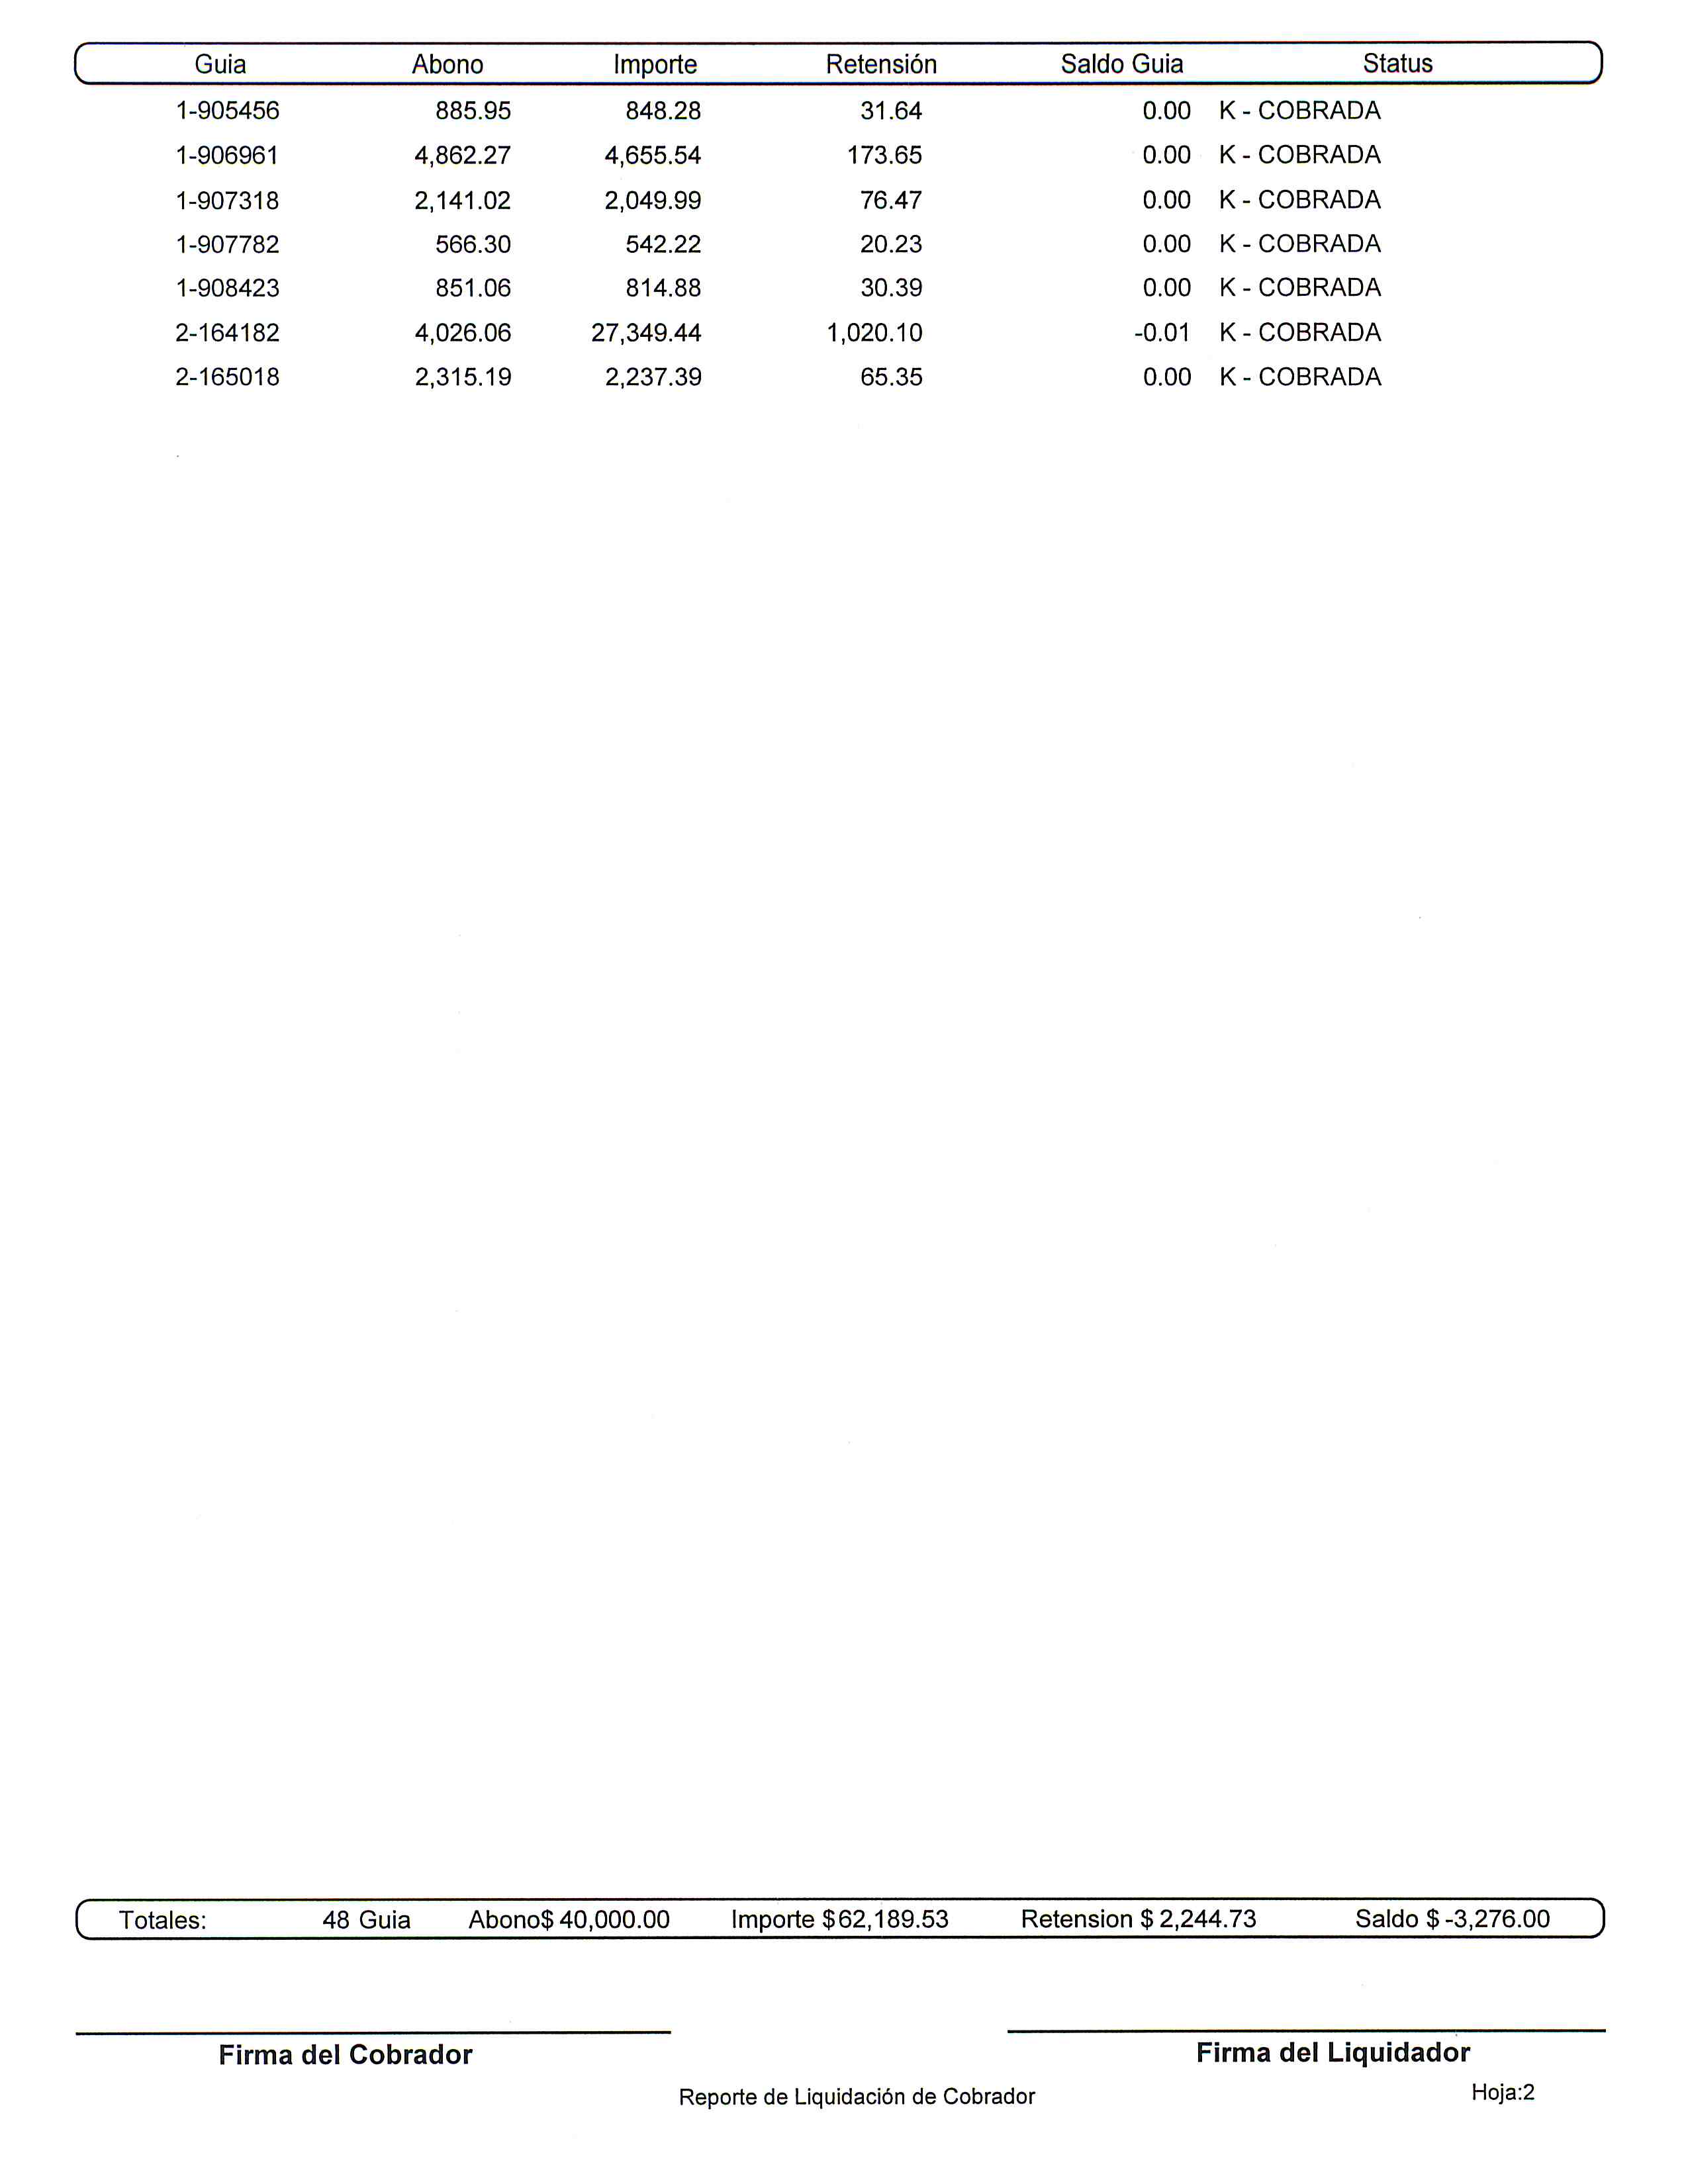 Guia Abono Importe Retensión Saldo Guia Status
1-905456 885.95 848.28 31.64 0.00 K - COBRADA
1-906961 4,862.27 4,655.54 173.65 0.00 K - COBRADA
1-907318 2,141.02 2,049.99 76.47 0.00 K - COBRADA
1-907782 566.30 542.22 20.23 0.00 K - COBRADA
1-908423 851.06 814.88 30.39 0.00 K - COBRADA
2-164182 4,026.06 27,349.44 1,020.10 -0.01 K - COBRADA
2-165018 2,315.19 2,237.39 65.35 0.00 K - COBRADA
Totales: 48 Guia Abono$ 40,000.00 Importe $62,189.53 Retension $ 2,244.73 Saldo $ -3,276.00
Firma del Cobrador Firma del Liquidador
Reporte de Liquidación de Cobrador Hoja:2